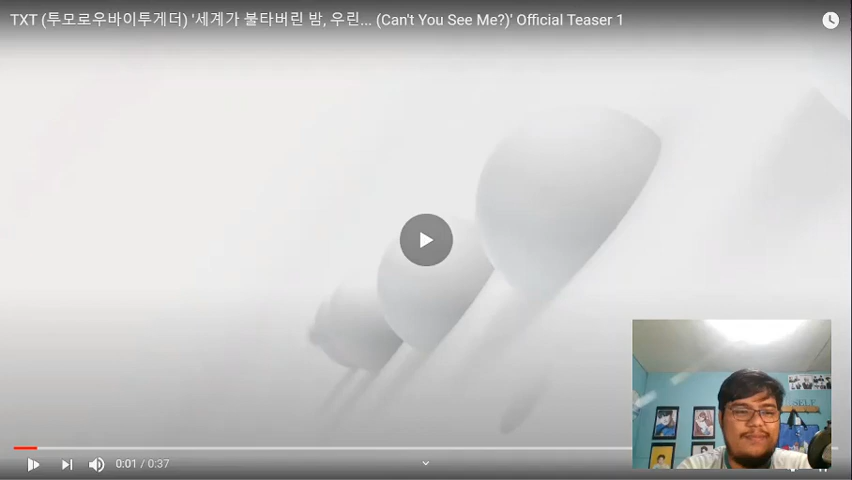 TXT (투모로우바이투게더) '세계가 불타버린 밤, 우린... (Can't You See Me?)' Official Teaser 1
SELF
0:01 / 0:37